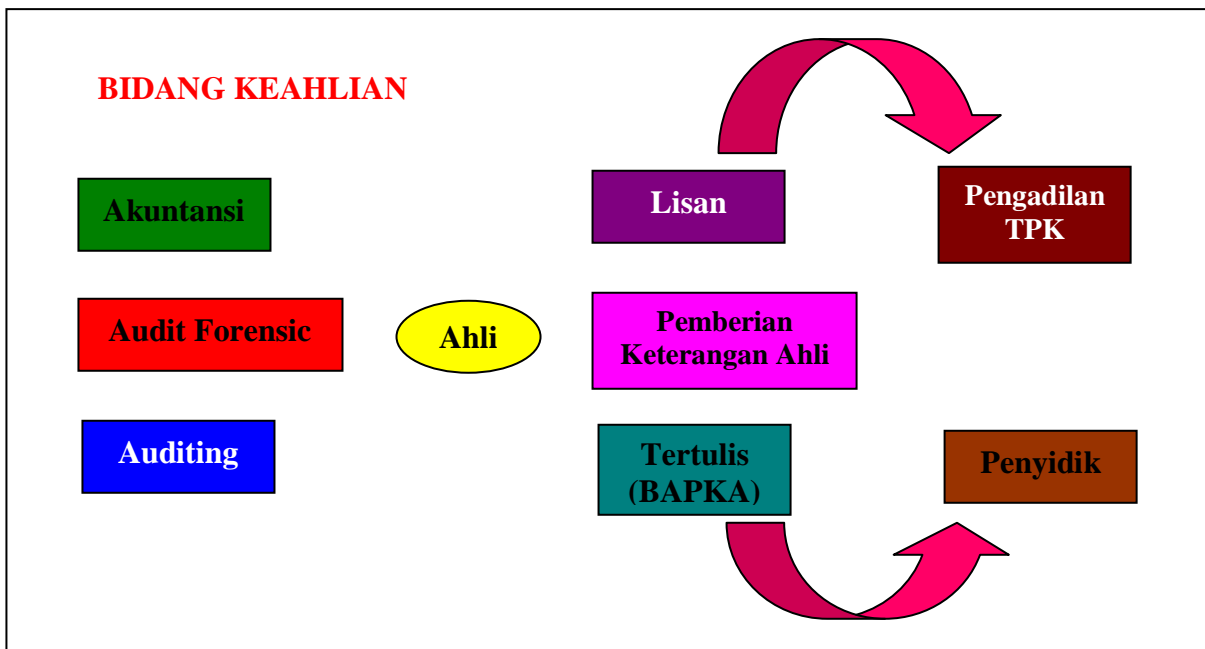 BIDANG KEAHLIAN
Akuntansi
Audit Forensic
Auditing
Ahli
Lisan
Pemberian
Keterangan Ahli
Tertulis
(BAPKA)
Pengadilan
TPK
Penyidik